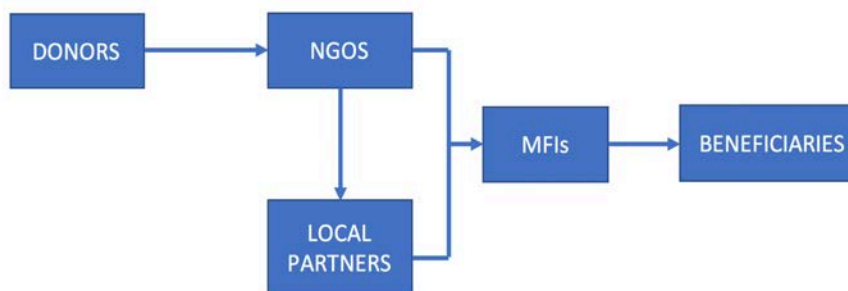 DONORS
NGOS
LOCAL
PARTNERS
MFIs
BENEFICIARIES